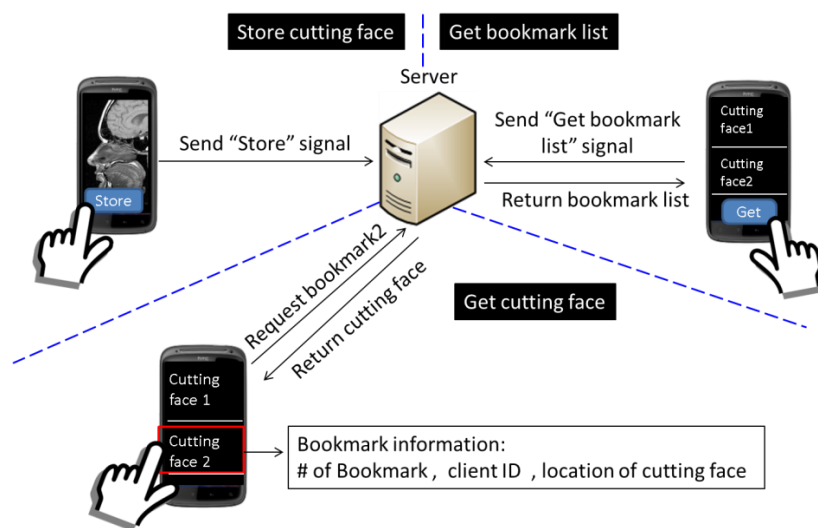 Store cutting face
Get bookmark list
Server
Send “Store” signal
Store
Send “Get bookmark
list” signal
Return bookmark list
Cutting
face1
Cutting
face2
Get
Request bookmark2
Return cutting face
Get cutting face
Cutting
face 1
Cutting
face 2
Bookmark information:
# of Bookmark , client ID , location of cutting face